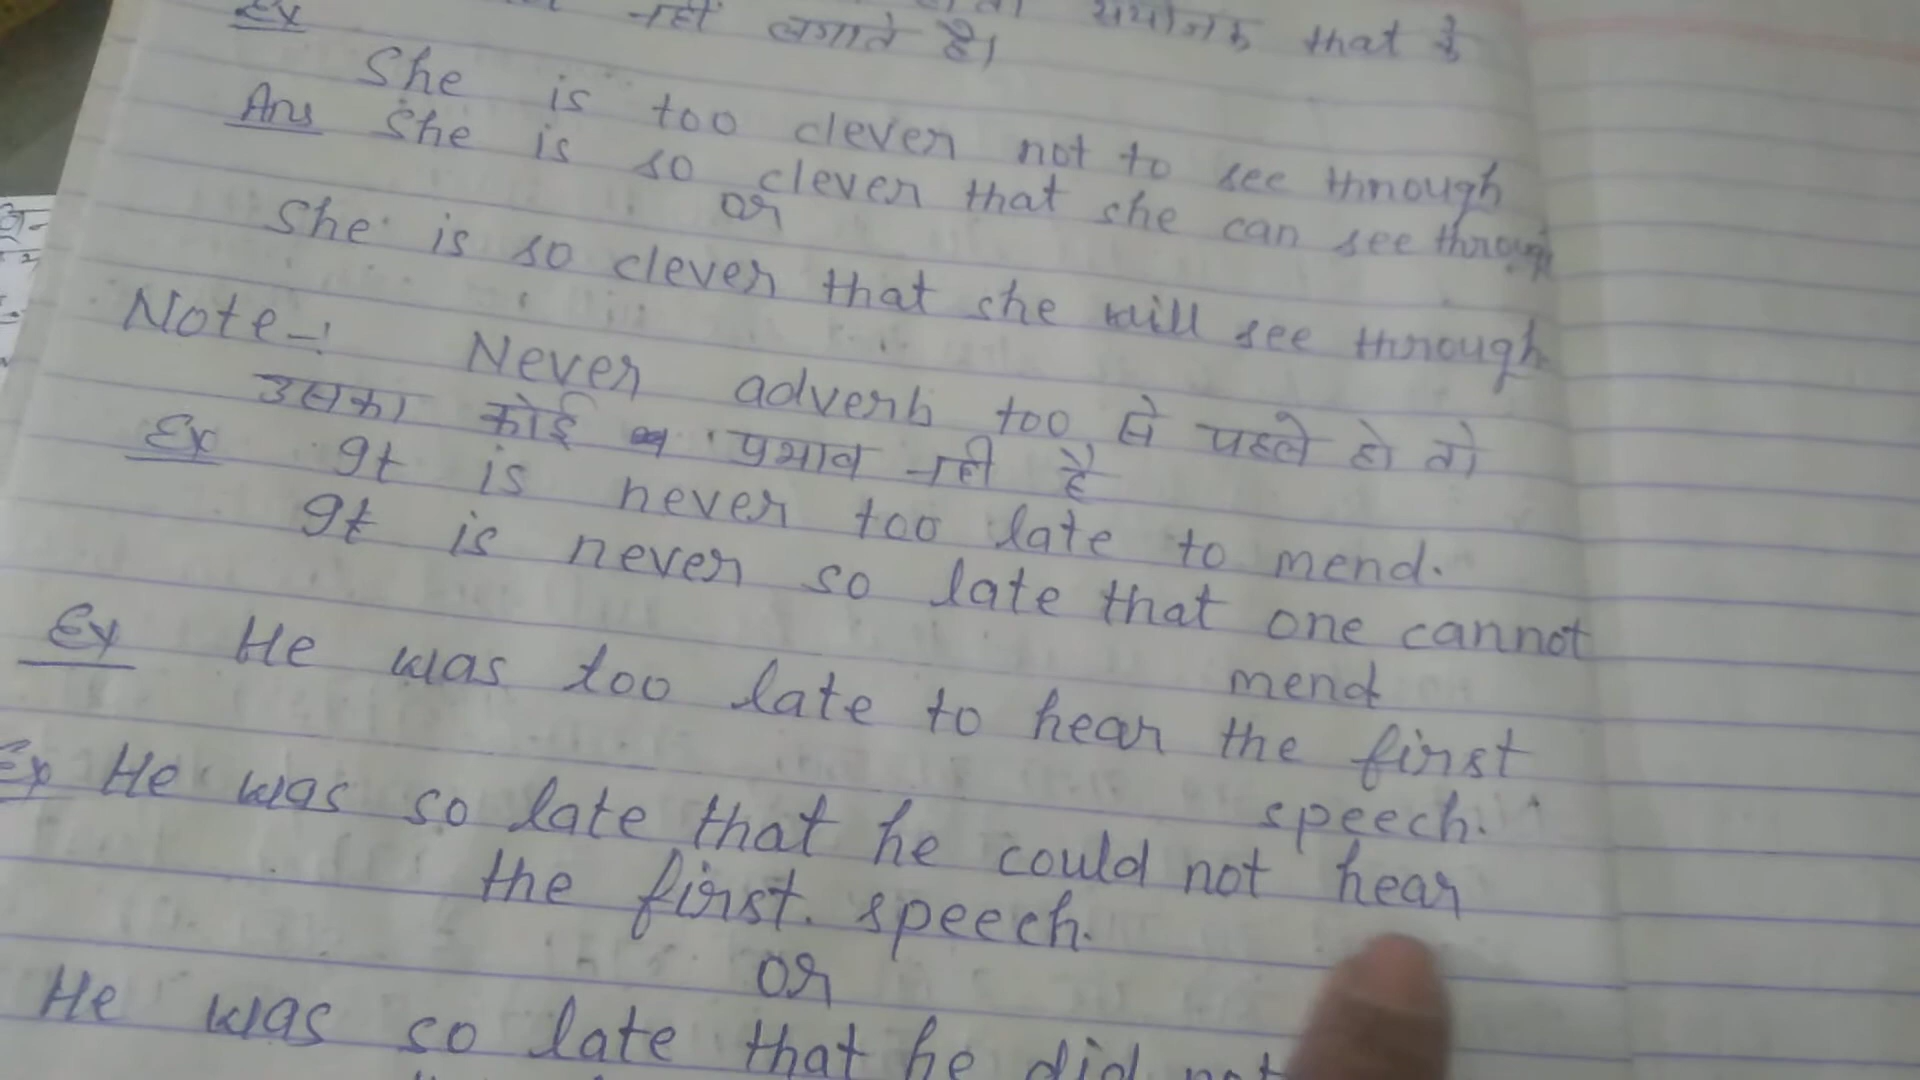 नहीं लगाते है। that के
Ex She is too clever not to see through
Ans She is so clever that she can see through
or
She is so clever that she will see through
Note-! Never adverb too से पहले हो तो
उसका कोई प्रभाव नही है
Ex It is never too late to mend.
It is never so late that one cannot
mend
Ex He was too late to hear the first
speech.
Ex He was so late that he could not hear
the first. speech.
or
He was so late that he did not